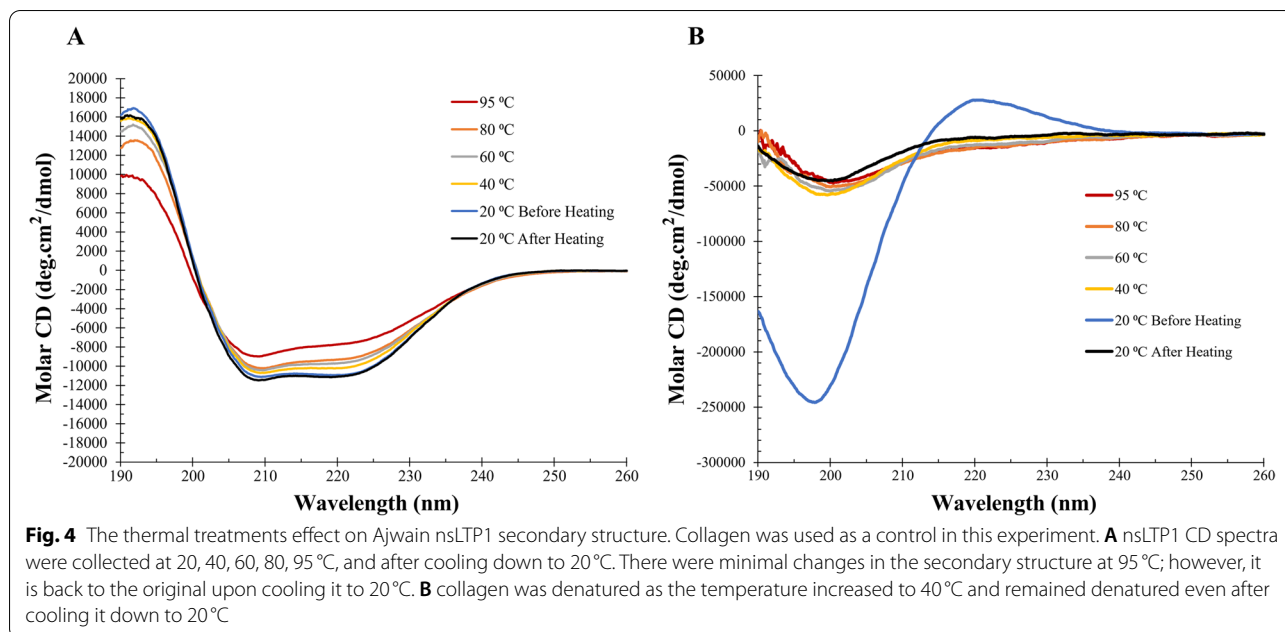 A
Molar CD (deg.cm²/dmol)
20000
18000
16000
14000
12000
10000
8000
6000
4000
2000
0
-2000
-4000
-6000
-8000
-10000
-12000
-14000
-16000
-18000
-20000
190 200 210 220 230 240 250 260
Wavelength (nm)
95 ºC
80 ºC
60 ºC
40 ºC
20 ºC Before Heating
20 ºC After Heating
B
Molar CD (deg.cm²/dmol)
50000
0
-50000
-100000
-150000
-200000
-250000
-300000
190 200 210 220 230 240 250 260
Wavelength (nm)
95 ºC
80 ºC
60 ºC
40 ºC
20 ºC Before Heating
20 ºC After Heating
Fig. 4 The thermal treatments effect on Ajwain nsLTP1 secondary structure. Collagen was used as a control in this experiment. A nsLTP1 CD spectra
were collected at 20, 40, 60, 80, 95 °C, and after cooling down to 20 °C. There were minimal changes in the secondary structure at 95 °C; however, it
is back to the original upon cooling it to 20 °C. B collagen was denatured as the temperature increased to 40 °C and remained denatured even after
cooling it down to 20 °C